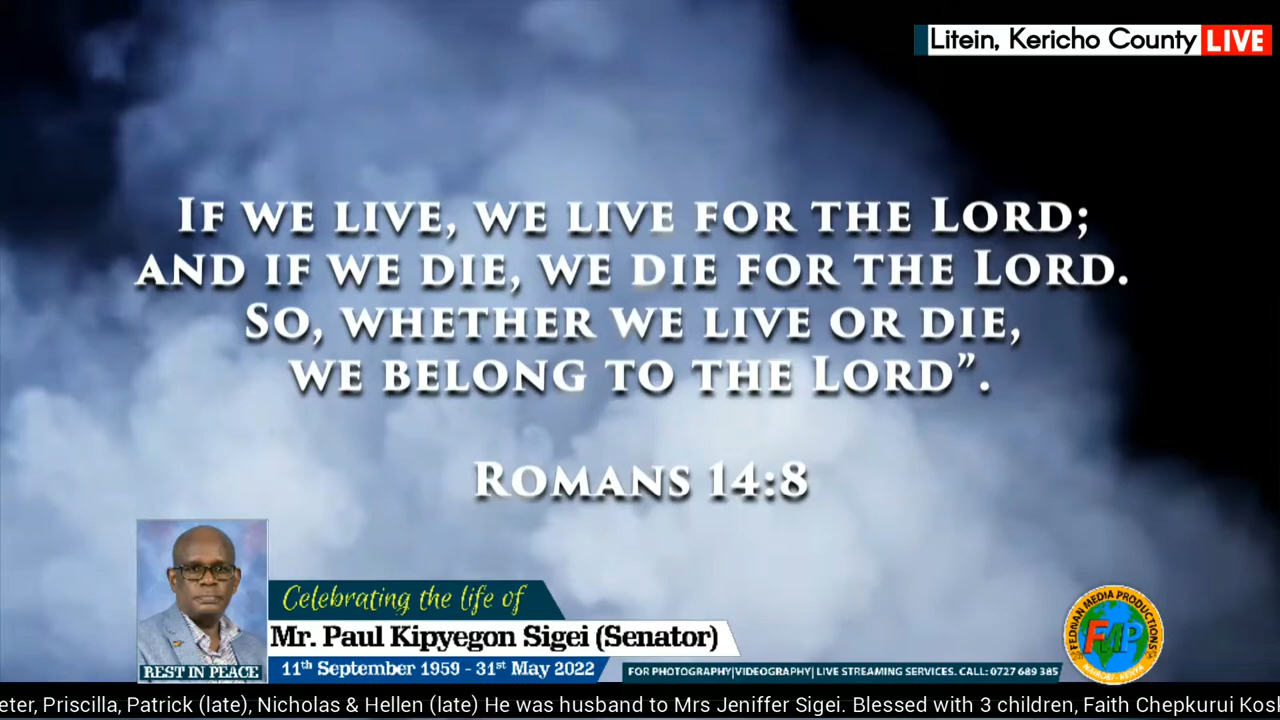 Litein, Kericho County LIVE
If we live, we live for the Lord;
and if we die, we die for the Lord.
So, whether we live or die,
we belong to the Lord”.
Romans 14:8
Celebrating the life of
Mr. Paul Kipyegon Sigei (Senator)
REST IN PEACE
11th September 1959 - 31st May 2022
FOR PHOTOGRAPHY|VIDEOGRAPHY| LIVE STREAMING SERVICES. CALL: 0727 689 385
FEDNAN MEDIA PRODUCTIONS
FMP
NAIROBI - KENYA
eter, Priscilla, Patrick (late), Nicholas & Hellen (late) He was husband to Mrs Jeniffer Sigei. Blessed with 3 children, Faith Chepkurui Kos